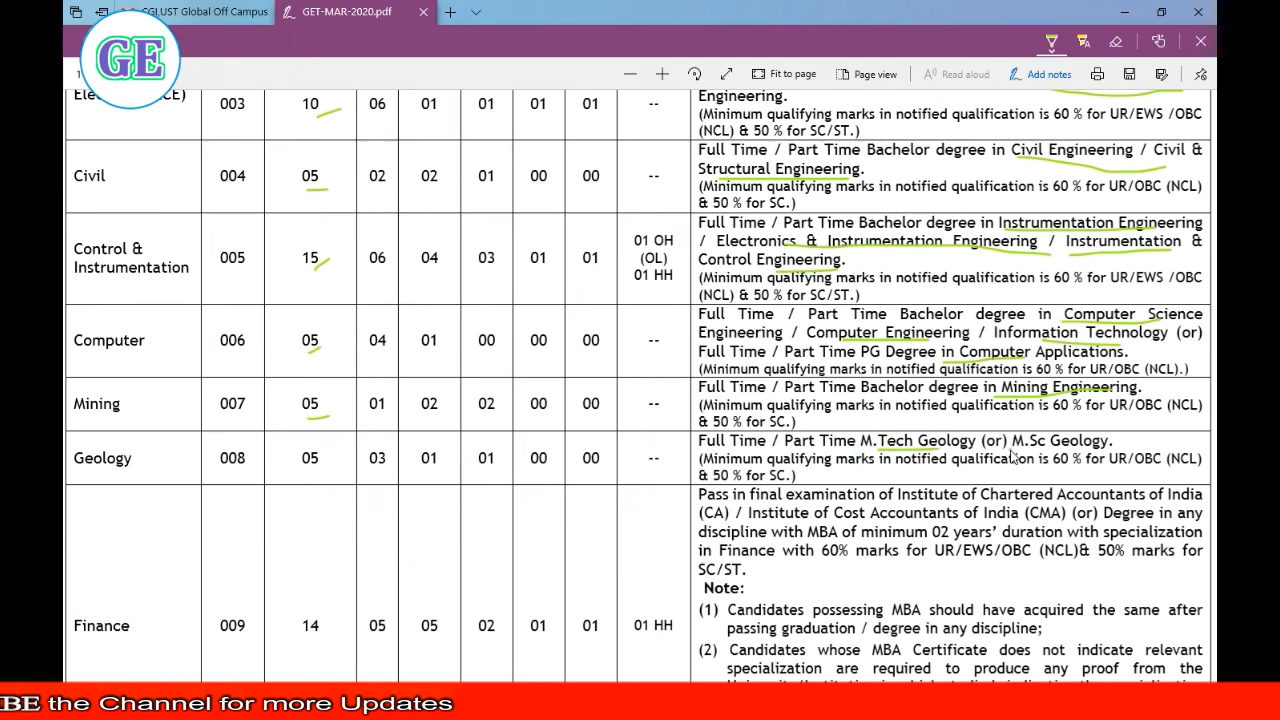 CGI,UST Global Off Campus
GET-MAR-2020.pdf
GE
1
Fit to page
Page view
Read aloud
Add notes
003 10 06 01 01 01 01 --
Engineering.
(Minimum qualifying marks in notified qualification is 60 % for UR/EWS /OBC
(NCL) & 50 % for SC/ST.)
Civil 004 05 02 02 01 00 00 --
Full Time / Part Time Bachelor degree in Civil Engineering / Civil &
Structural Engineering.
(Minimum qualifying marks in notified qualification is 60 % for UR/OBC (NCL)
& 50 % for SC.)
Control &
Instrumentation 005 15 06 04 03 01 01
01 OH
(OL)
01 HH
Full Time / Part Time Bachelor degree in Instrumentation Engineering
/ Electronics & Instrumentation Engineering / Instrumentation &
Control Engineering.
(Minimum qualifying marks in notified qualification is 60 % for UR/EWS /OBC
(NCL) & 50 % for SC/ST.)
Computer 006 05 04 01 00 00 00 --
Full Time / Part Time Bachelor degree in Computer Science
Engineering / Computer Engineering / Information Technology (or)
Full Time / Part Time PG Degree in Computer Applications.
(Minimum qualifying marks in notified qualification is 60 % for UR/OBC (NCL).)
Mining 007 05 01 02 02 00 00 --
Full Time / Part Time Bachelor degree in Mining Engineering.
(Minimum qualifying marks in notified qualification is 60 % for UR/OBC (NCL)
& 50 % for SC.)
Geology 008 05 03 01 01 00 00 --
Full Time / Part Time M.Tech Geology (or) M.Sc Geology.
(Minimum qualifying marks in notified qualification is 60 % for UR/OBC (NCL)
& 50 % for SC.)
Finance 009 14 05 05 02 01 01 01 HH
Pass in final examination of Institute of Chartered Accountants of India
(CA) / Institute of Cost Accountants of India (CMA) (or) Degree in any
discipline with MBA of minimum 02 years’ duration with specialization
in Finance with 60% marks for UR/EWS/OBC (NCL)& 50% marks for
SC/ST.
Note:
(1) Candidates possessing MBA should have acquired the same after
passing graduation / degree in any discipline;
(2) Candidates whose MBA Certificate does not indicate relevant
specialization are required to produce any proof from the
BE the Channel for more Updates